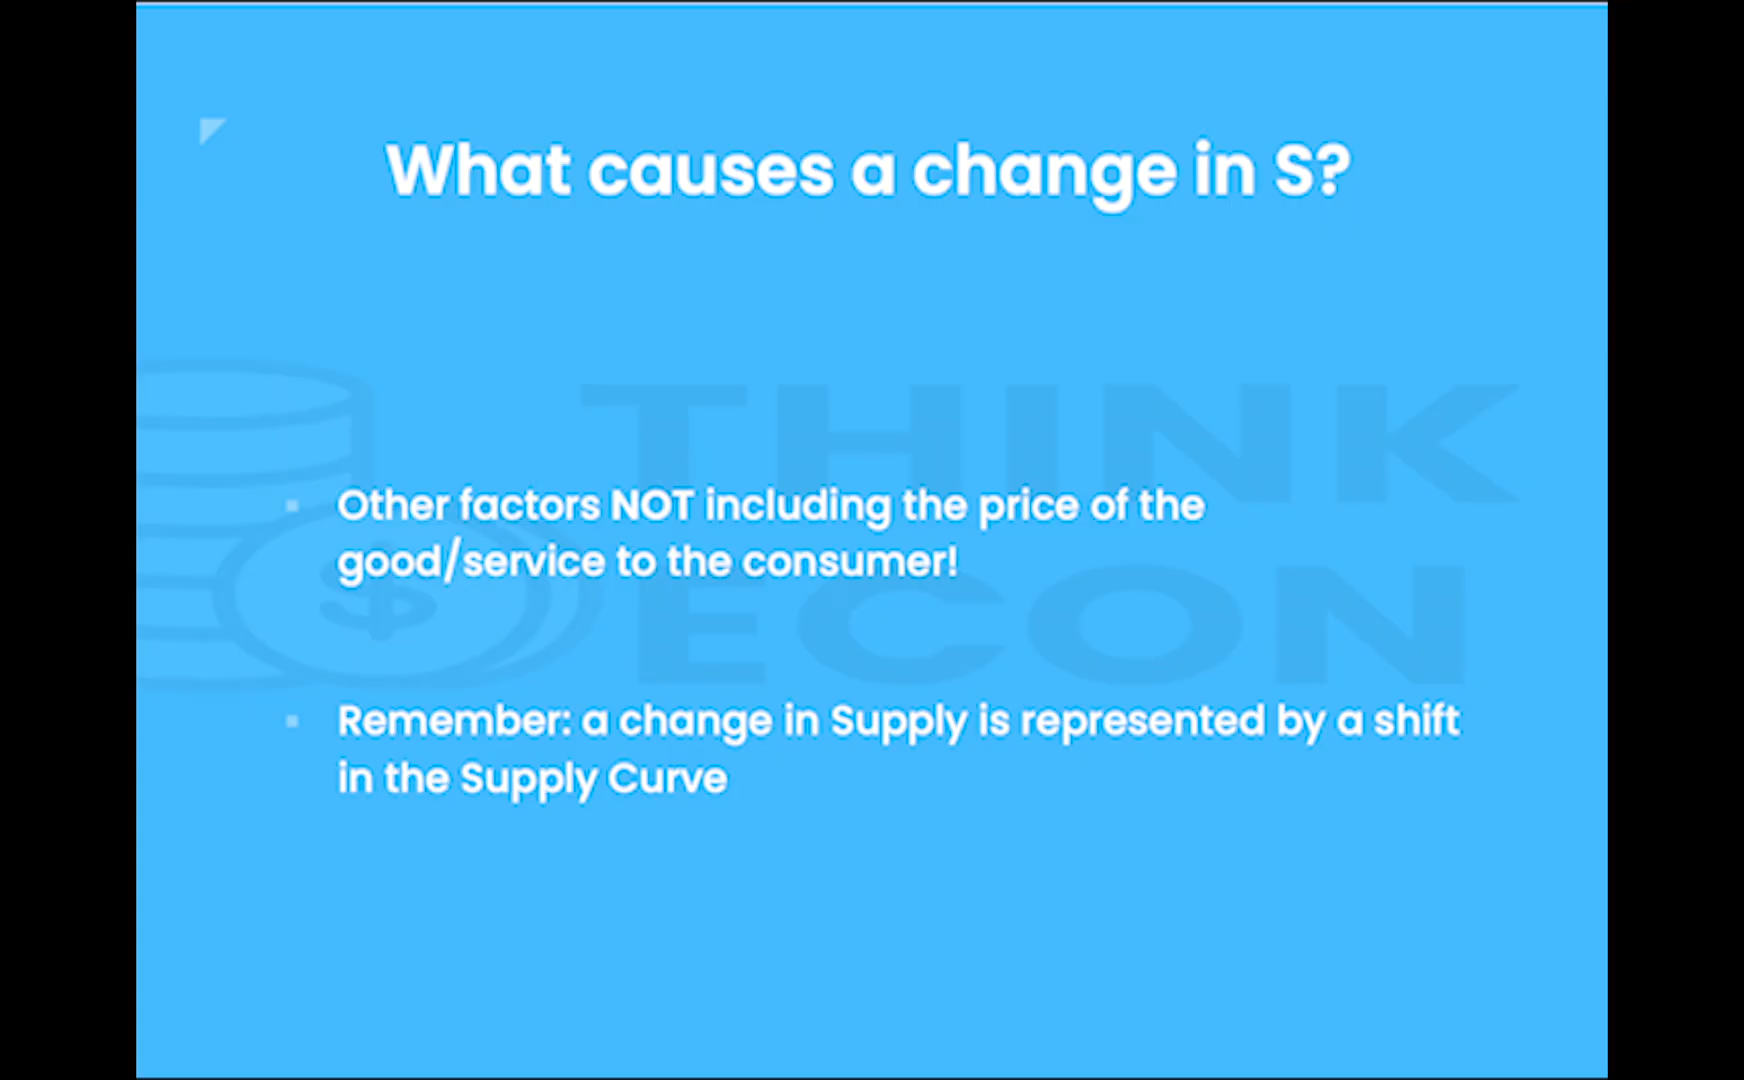 What causes a change in S?
THINK
ECON
Other factors NOT including the price of the
good/service to the consumer!
Remember: a change in Supply is represented by a shift
in the Supply Curve